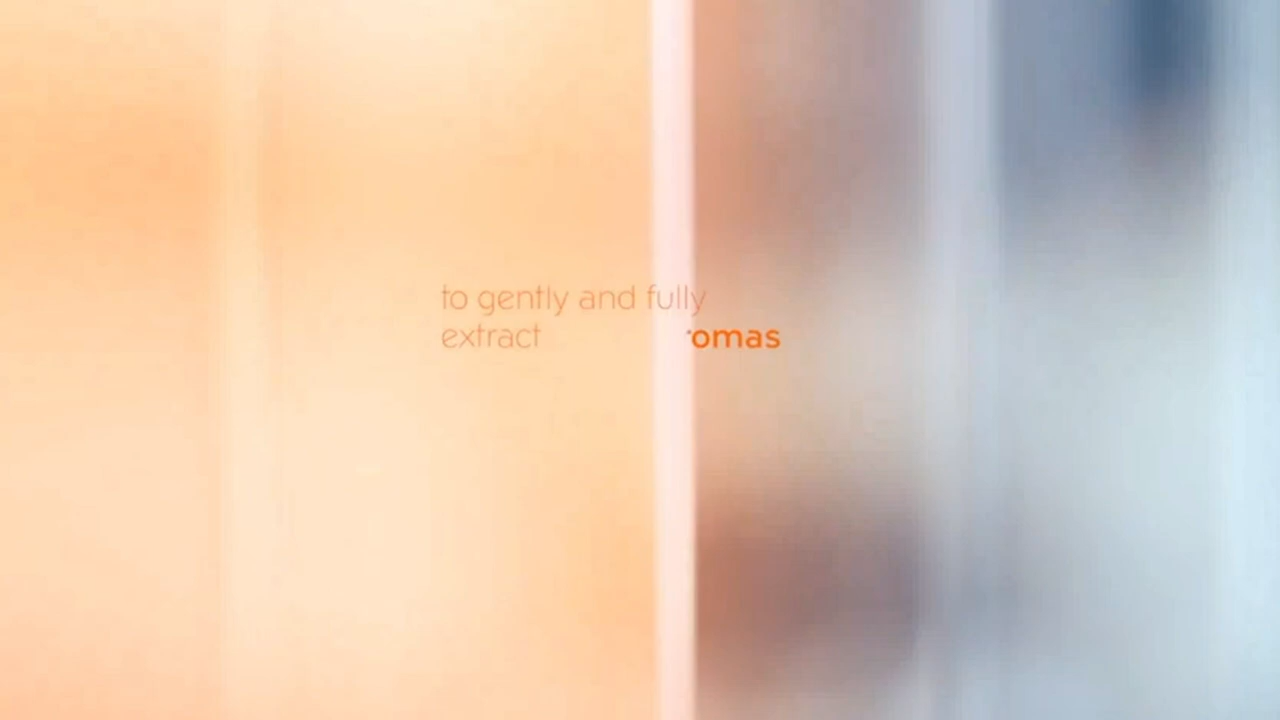 to gently and fully
extract omas